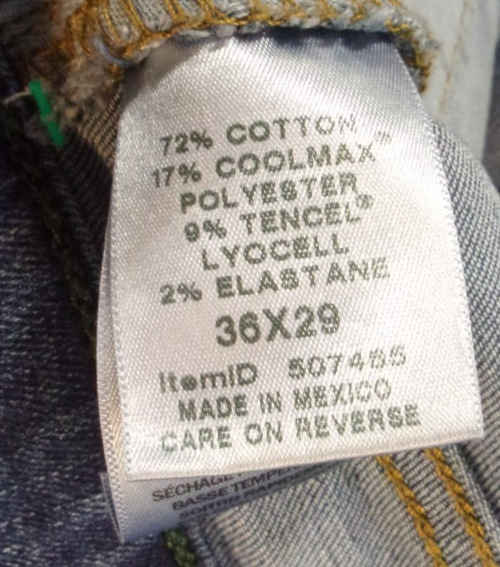 72% COTTON
17% COOLMAX®
POLYESTER
9% TENCEL®
LYOCELL
2% ELASTANE
36X29
ItemID 507455
MADE IN MEXICO
CARE ON REVERSE
SÉCHAGE
BASSE TEMPÉ